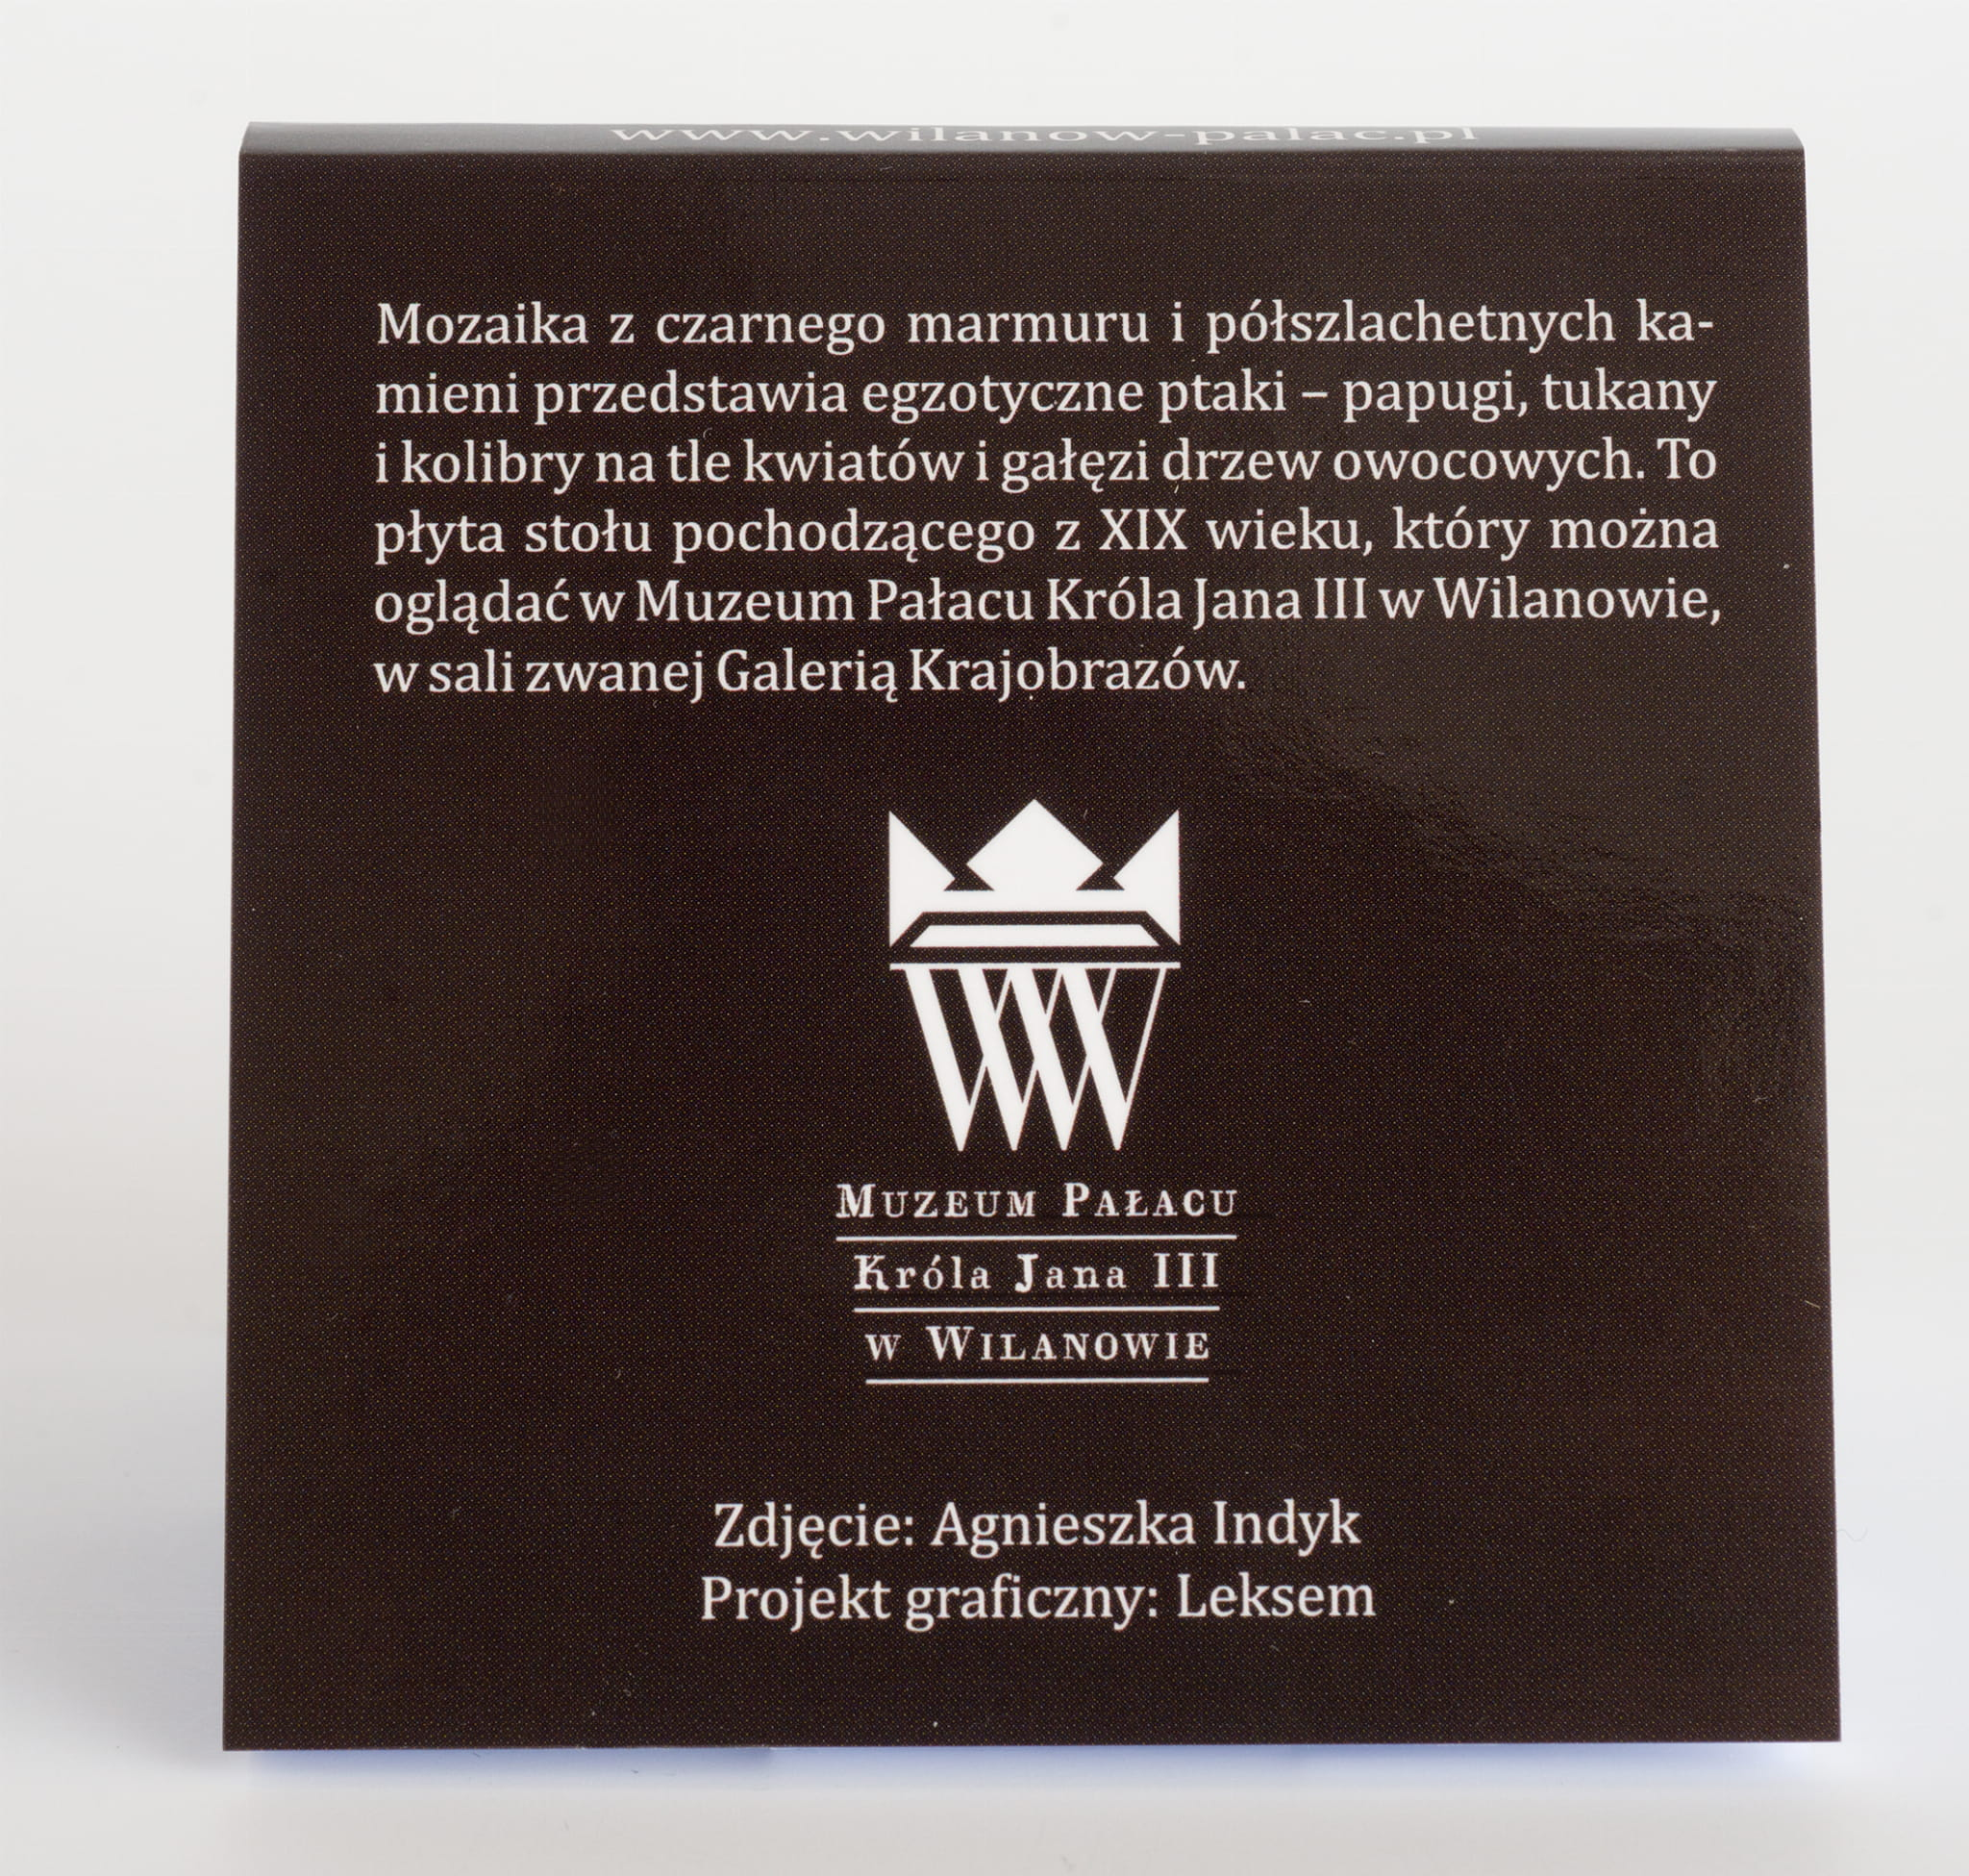 www.wilanow-palac.pl
Mozaika z czarnego marmuru i półszlachetnych ka-
mieni przedstawia egzotyczne ptaki – papugi, tukany
i kolibry na tle kwiatów i gałęzi drzew owocowych. To
płyta stołu pochodzącego z XIX wieku, który można
oglądać w Muzeum Pałacu Króla Jana III w Wilanowie,
w sali zwanej Galerią Krajobrazów.
MUZEUM PAŁACU
Króla Jana III
W WILANOWIE
Zdjęcie: Agnieszka Indyk
Projekt graficzny: Leksem